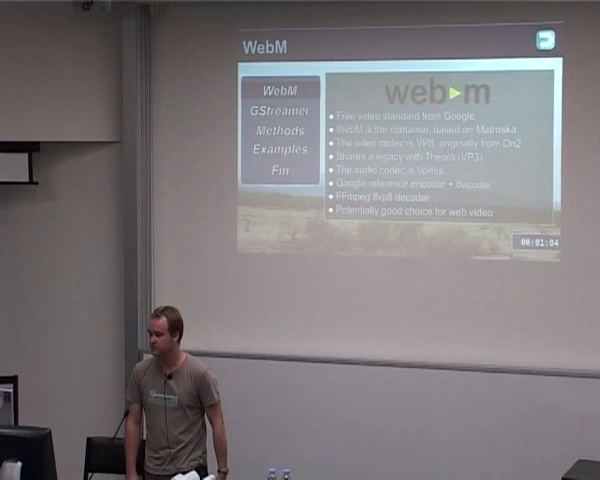 WebM
WebM
GStreamer
Methods
Examples
Fin
web m
Free video standard from Google
WebM is the container, based on Matroska
The video codec is VP8, originally from On2
Shares a legacy with Theora (VP3)
The audio codec is Vorbis
Google reference encoder + decoder
FFmpeg ffvp8 decoder
Potentially good choice for web video
00:01:04